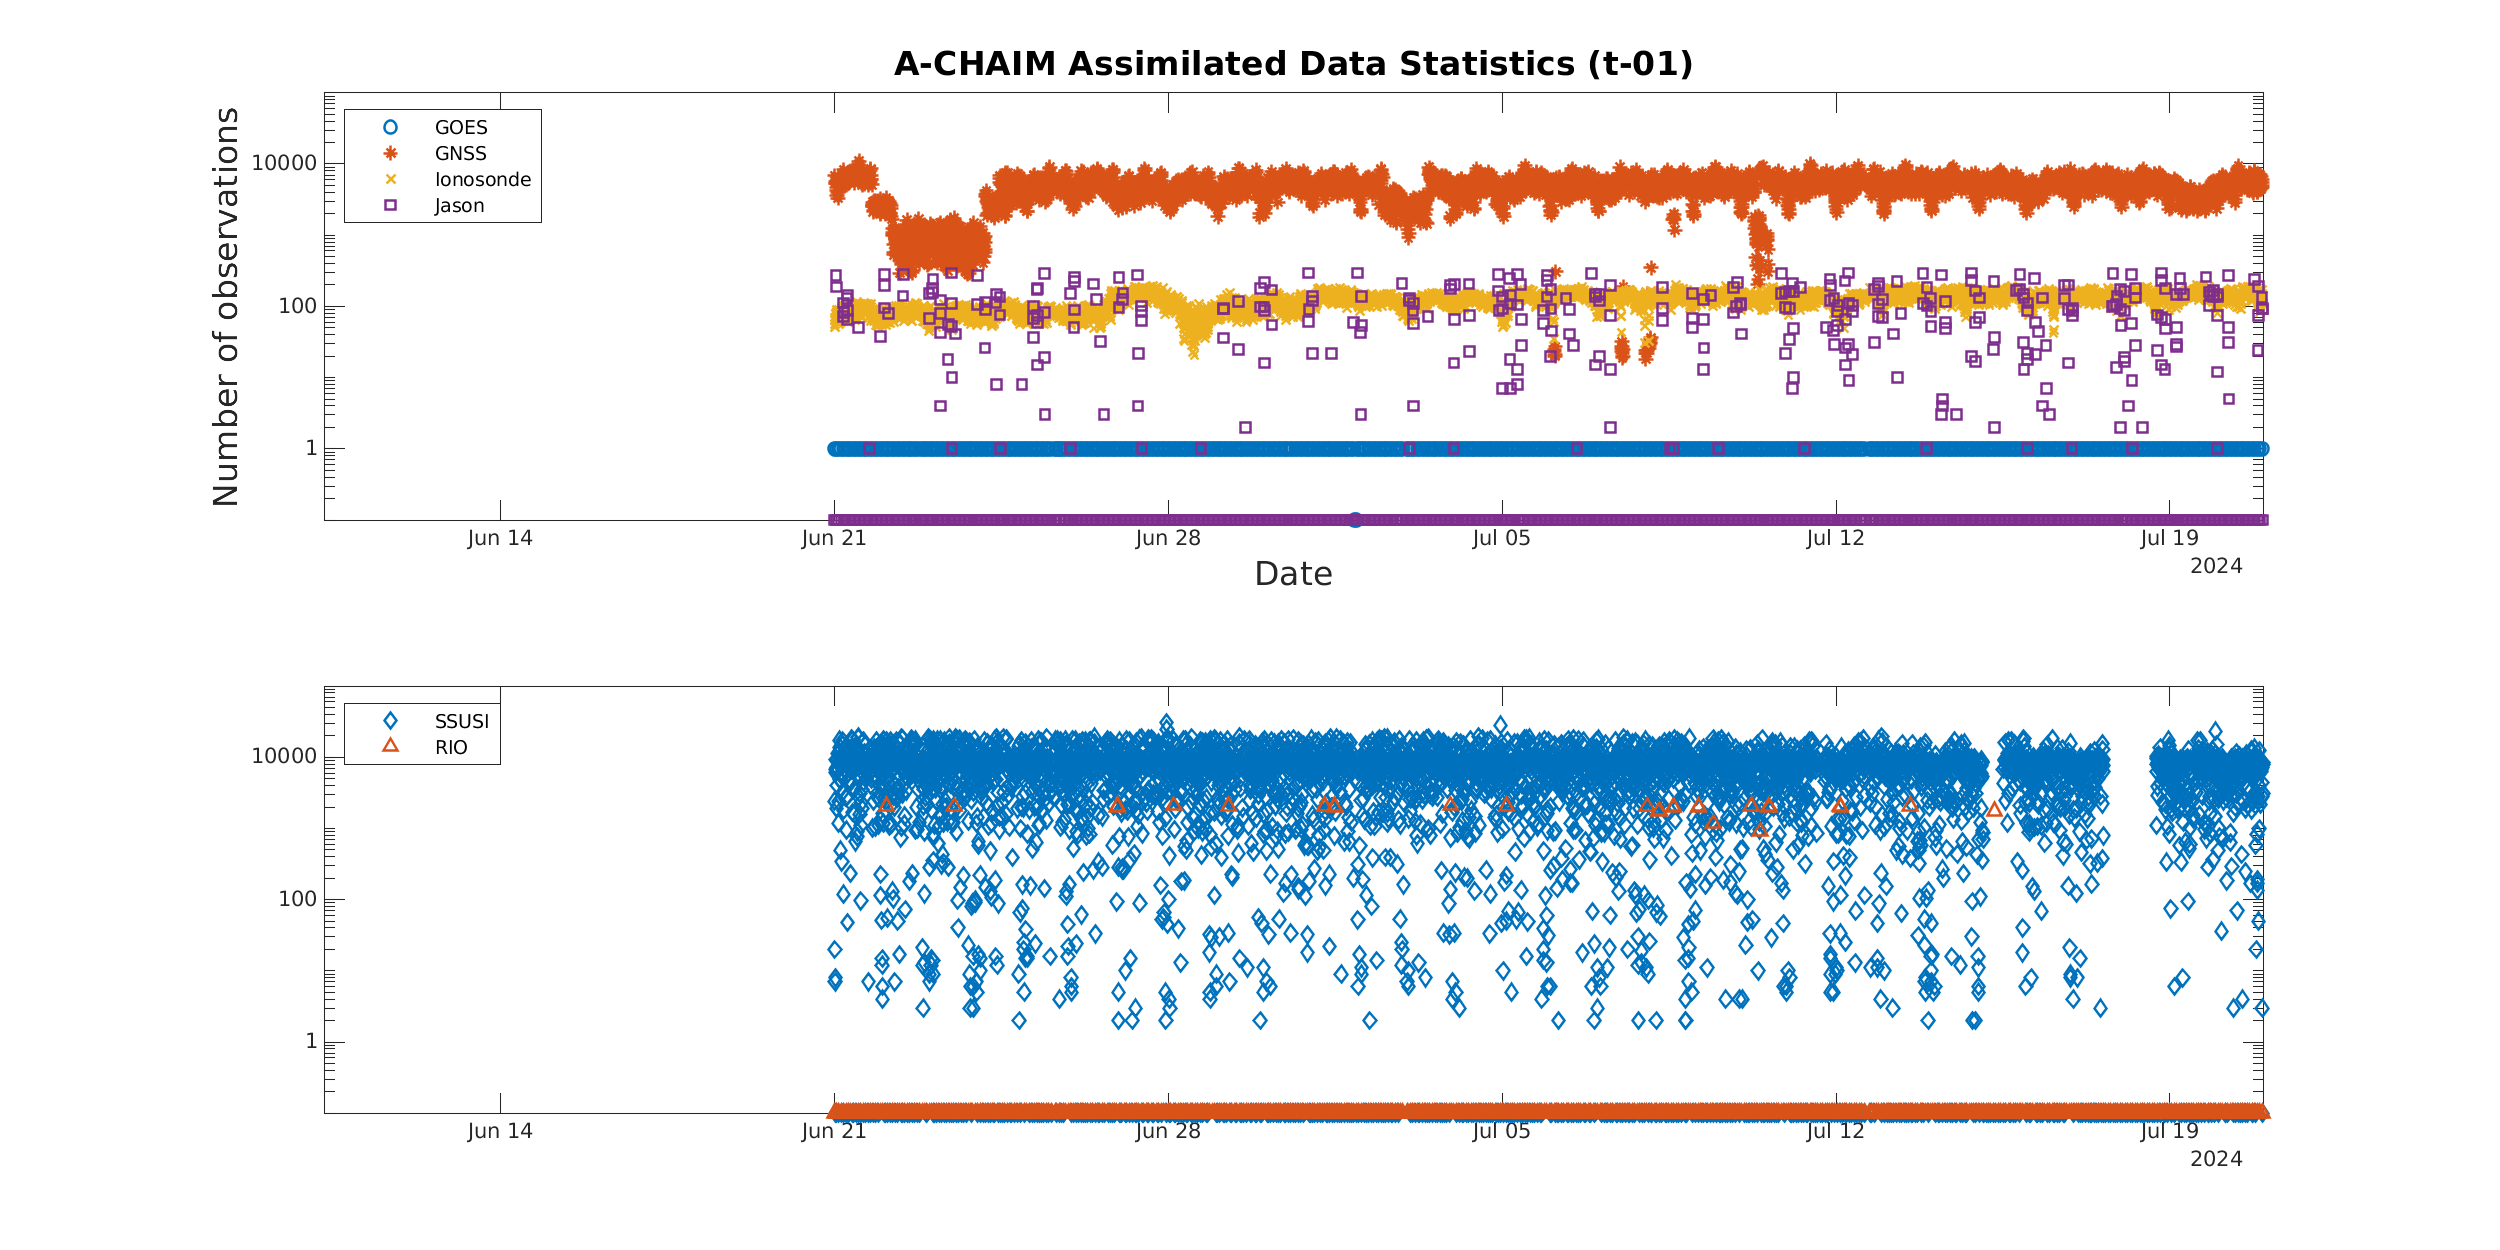 A-CHAIM Assimilated Data Statistics (t-01)
Number of observations
10000
100
1
GOES
GNSS
Ionosonde
Jason
Jun 14
Jun 21
Jun 28
Jul 05
Jul 12
Jul 19
2024
Date
10000
100
1
SSUSI
RIO
Jun 14
Jun 21
Jun 28
Jul 05
Jul 12
Jul 19
2024